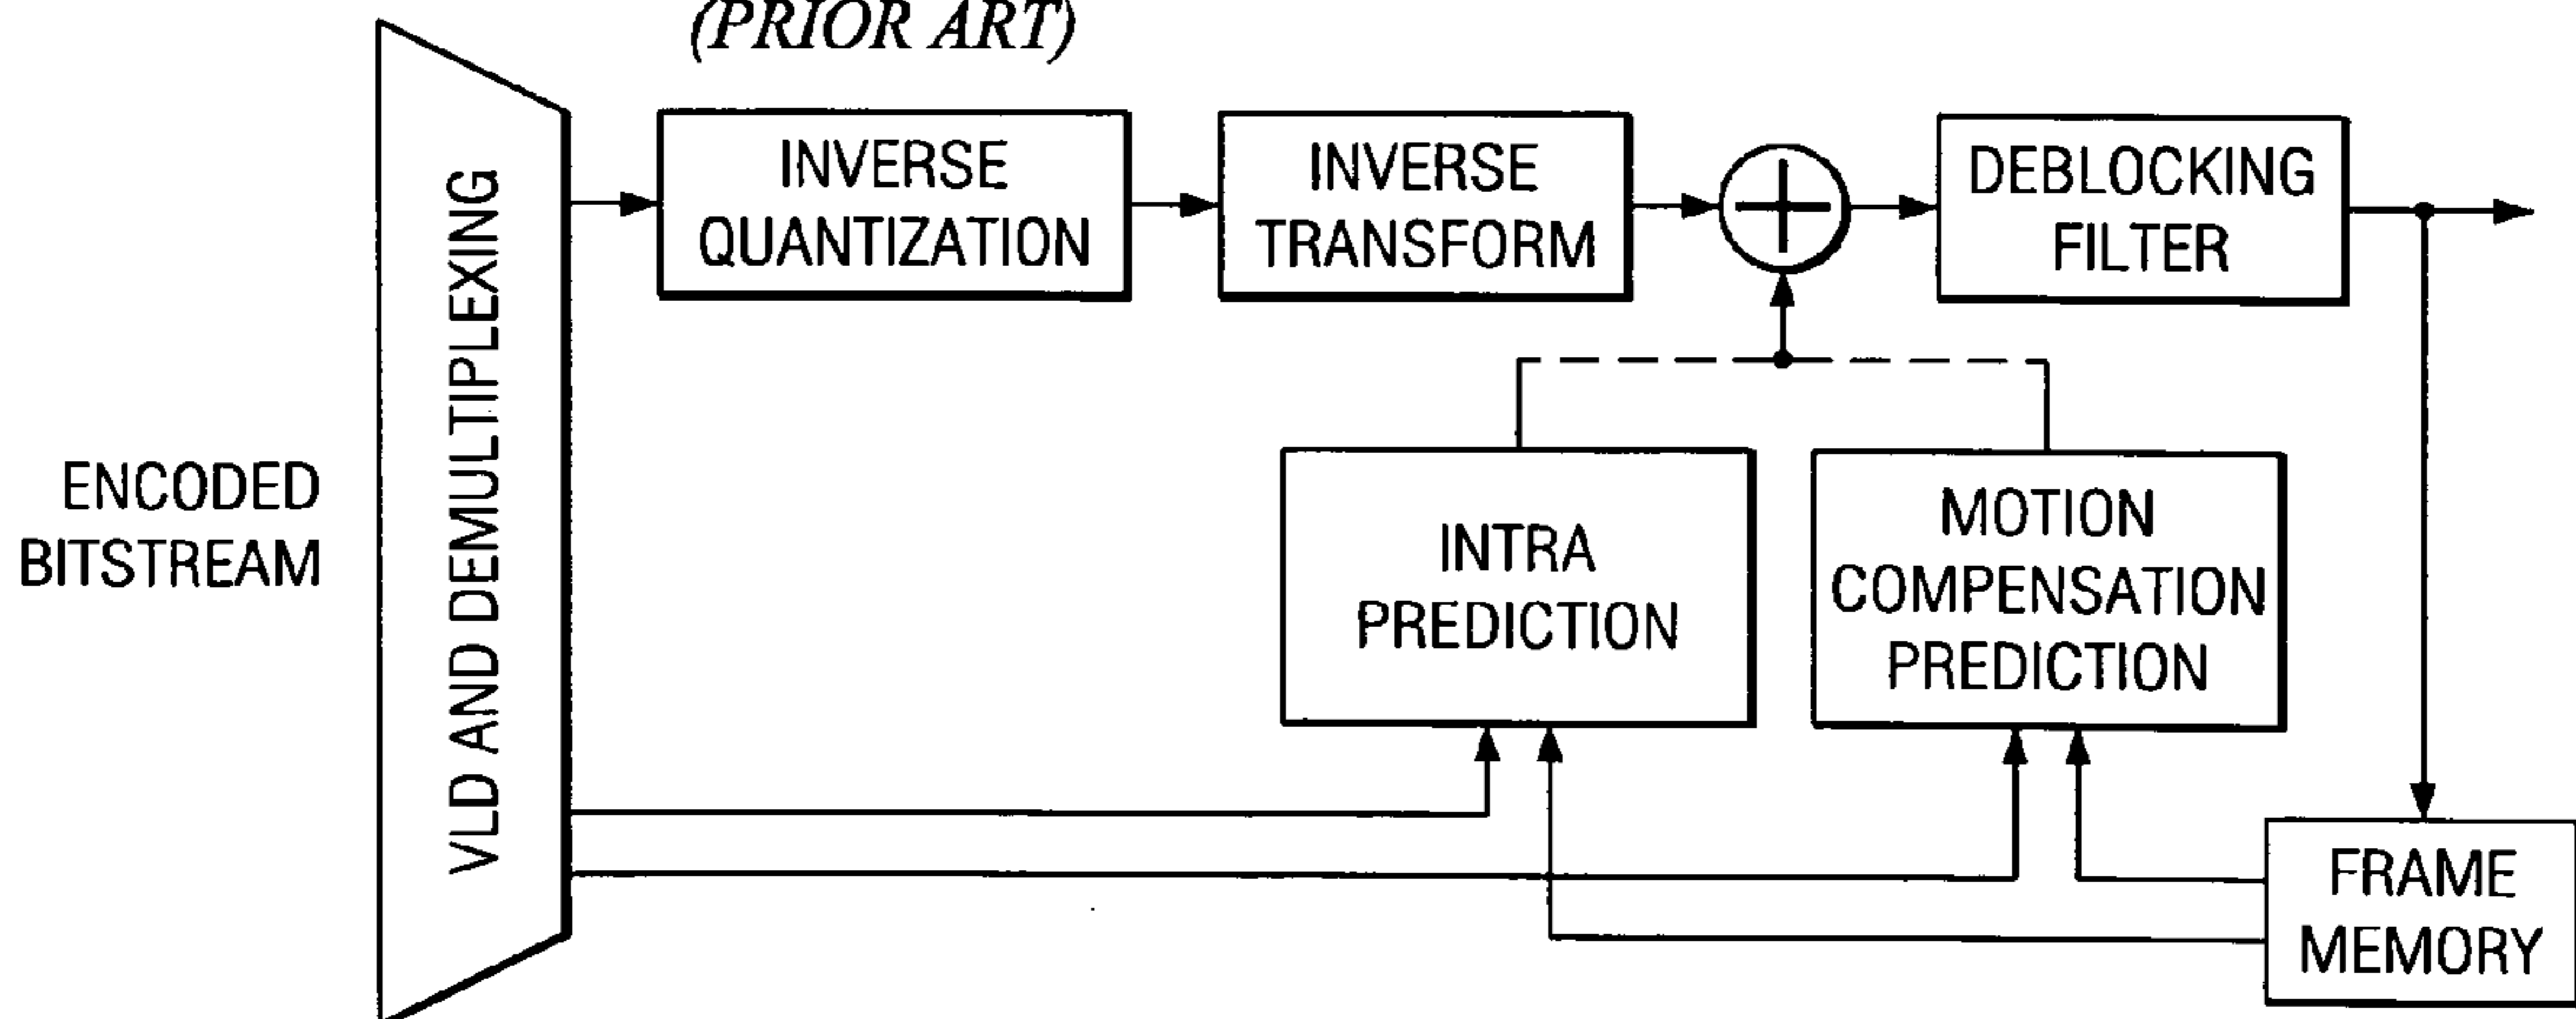 (PRIOR ART)
ENCODED
BITSTREAM
VLD AND DEMULTIPLEXING
INVERSE
QUANTIZATION
INVERSE
TRANSFORM
DEBLOCKING
FILTER
INTRA
PREDICTION
MOTION
COMPENSATION
PREDICTION
FRAME
MEMORY